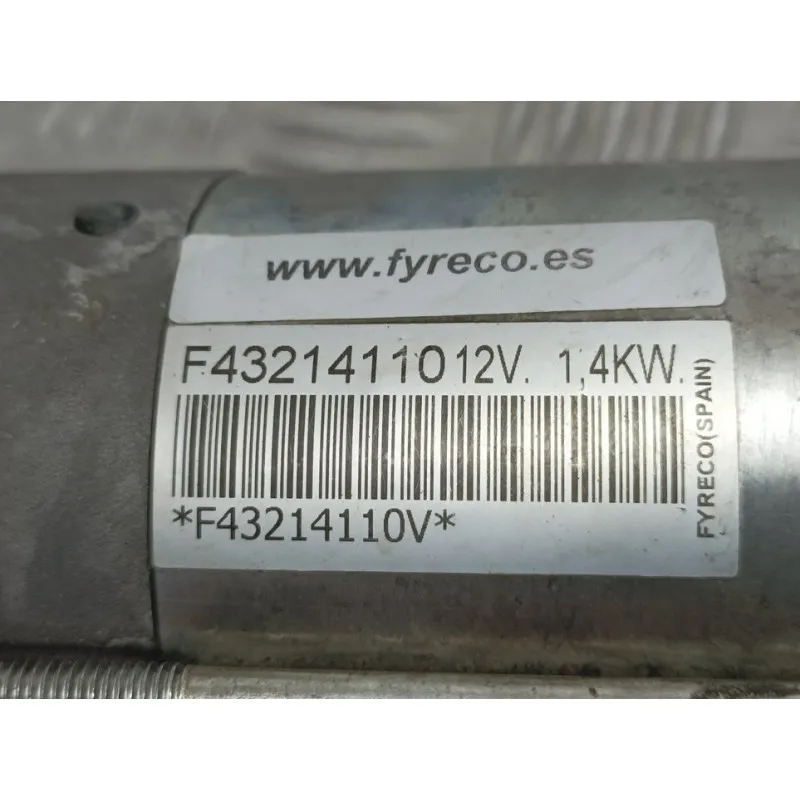 www.fyreco.es
F43214110 12V. 1,4KW.
*F43214110V*
FYRECO(SPAIN)